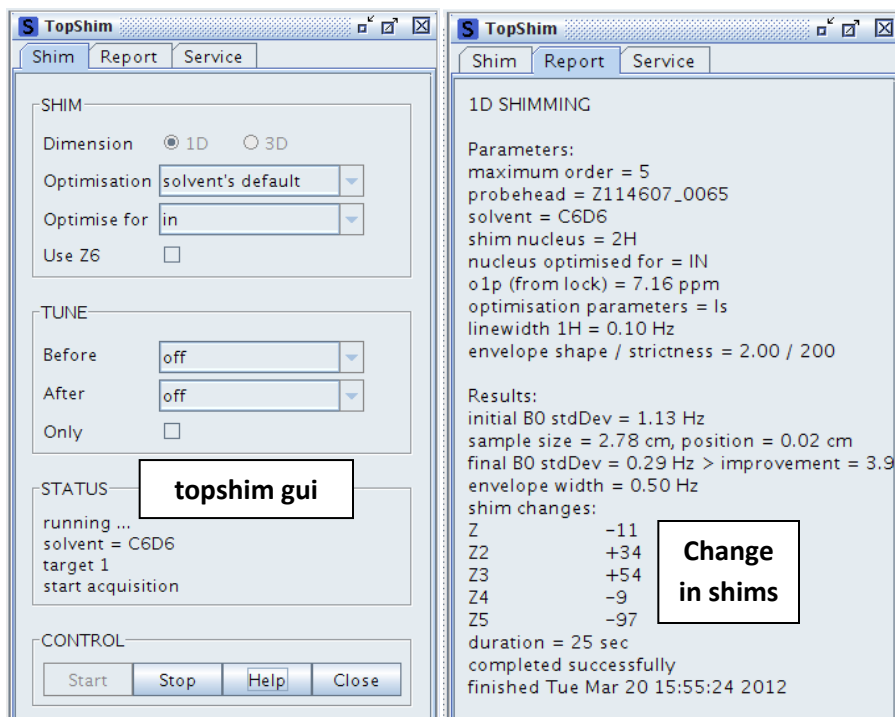 TopShim
Shim Report Service
SHIM
Dimension 1D 3D
Optimisation solvent's default
Optimise for in
Use Z6
TUNE
Before off
After off
Only
topshim gui
STATUS
running ...
solvent = C6D6
target 1
start acquisition
CONTROL
Start Stop Help Close
TopShim
Shim Report Service
1D SHIMMING
Parameters:
maximum order = 5
probehead = Z114607_0065
solvent = C6D6
shim nucleus = 2H
nucleus optimised for = IN
o1p (from lock) = 7.16 ppm
optimisation parameters = ls
linewidth 1H = 0.10 Hz
envelope shape / strictness = 2.00 / 200
Results:
initial B0 stdDev = 1.13 Hz
sample size = 2.78 cm, position = 0.02 cm
final B0 stdDev = 0.29 Hz > improvement = 3.9
envelope width = 0.50 Hz
shim changes:
Z -11
Z2 +34
Z3 +54
Z4 -9
Z5 -97
Change
in shims
duration = 25 sec
completed successfully
finished Tue Mar 20 15:55:24 2012